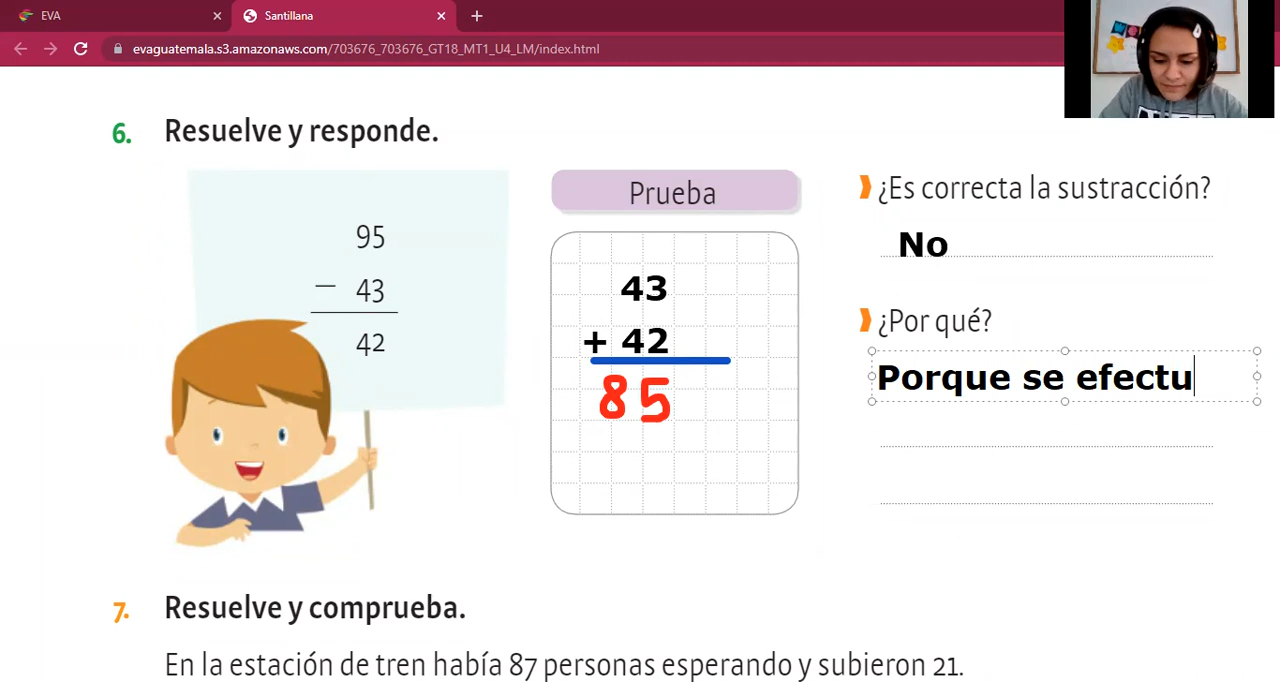 EVA
Santillana
evaguatemala.s3.amazonaws.com/703676_703676_GT18_MT1_U4_LM/index.html
6. Resuelve y responde.
95
− 43
42
Prueba
43
+ 42
85
¿Es correcta la sustracción?
No
¿Por qué?
Porque se efectu
7. Resuelve y comprueba.
En la estación de tren había 87 personas esperando y subieron 21.